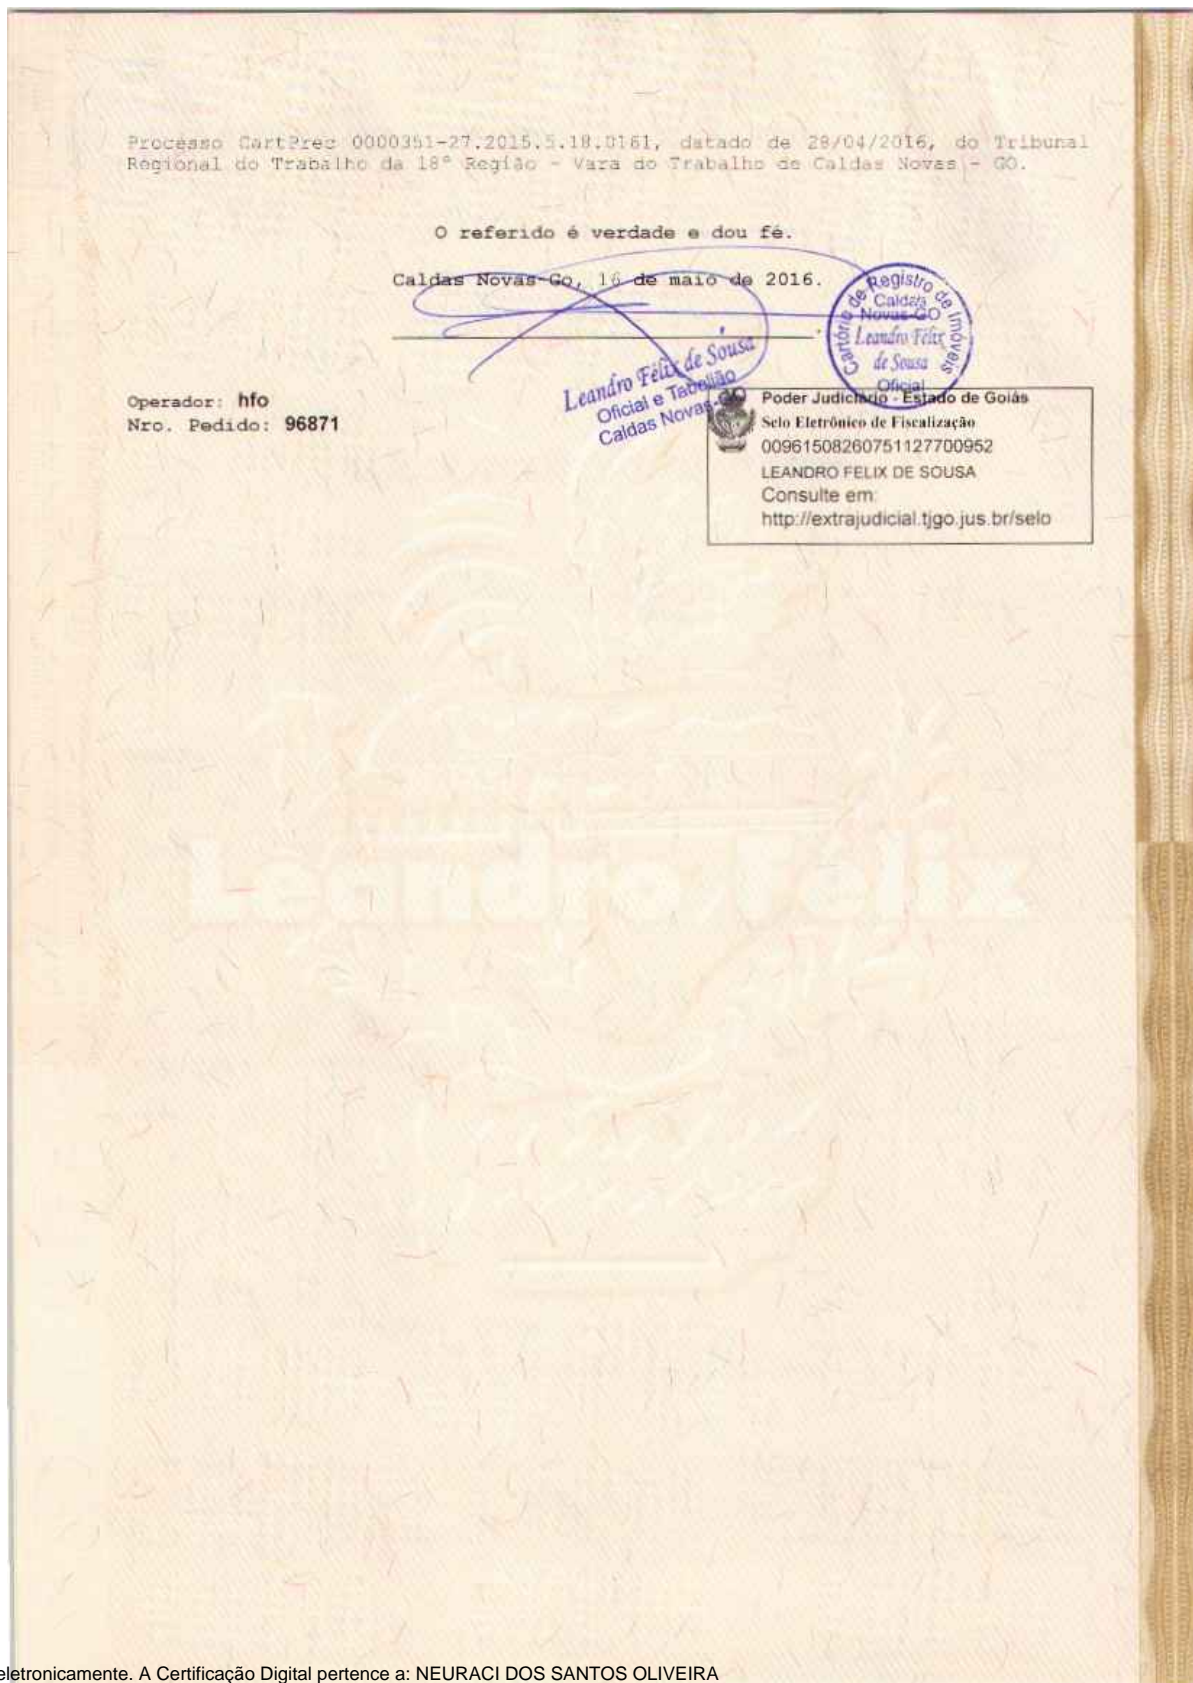 Processo CartPrec 0000351-27.2015.5.18.0161, datado de 28/04/2016, do Tribunal
Regional do Trabalho da 18ª Região - Vara do Trabalho de Caldas Novas - GO.
O referido é verdade e dou fé.
Caldas Novas-Go, 16 de maio de 2016.
Cartório de Registro de Imóveis
Caldas
Novas-GO
Leandro Félix
de Sousa
Oficial
Leandro Félix de Sousa
Oficial e Tabelião
Caldas Novas-GO
Operador: hfo
Nro. Pedido: 96871
Poder Judiciário - Estado de Goiás
Selo Eletrônico de Fiscalização
00961508260751127700952
LEANDRO FELIX DE SOUSA
Consulte em:
http://extrajudicial.tjgo.jus.br/selo
Leandro Félix
eletronicamente. A Certificação Digital pertence a: NEURACI DOS SANTOS OLIVEIRA